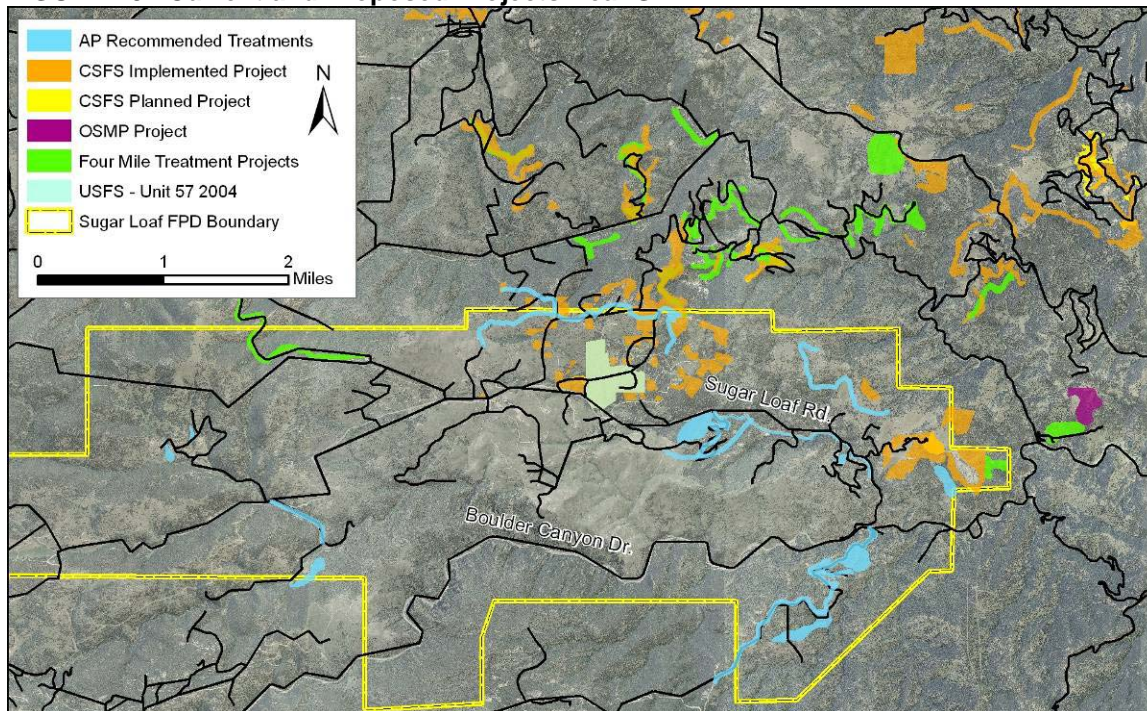 AP Recommended Treatments
CSFS Implemented Project
CSFS Planned Project
OSMP Project
Four Mile Treatment Projects
USFS - Unit 57 2004
Sugar Loaf FPD Boundary
N
0 1 2
Miles
Sugar Loaf Rd.
Boulder Canyon Dr.